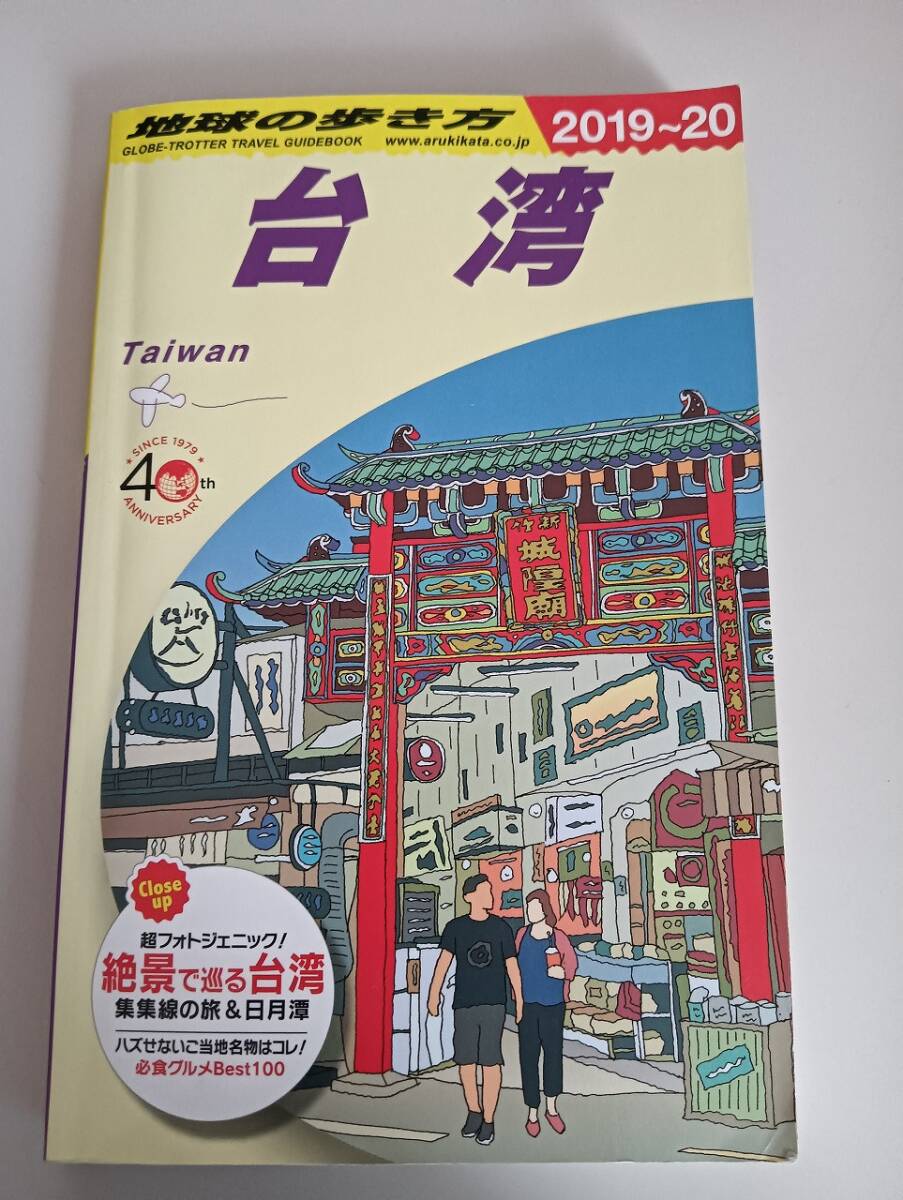 地球の歩き方
GLOBE-TROTTER TRAVEL GUIDEBOOK www.arukikata.co.jp
2019~20
台湾
Taiwan
SINCE 1979
40th
ANNIVERSARY
新竹
城隍廟
Close up
超フォトジェニック!
絶景で巡る台湾
集集線の旅&日月潭
ハズせないご当地名物はコレ!
必食グルメBest100